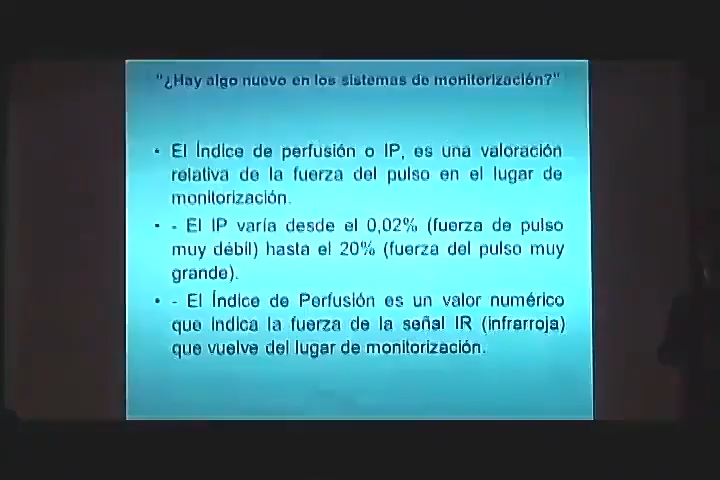 "¿Hay algo nuevo en los sistemas de monitorización?"
• El Índice de perfusión o IP, es una valoración
relativa de la fuerza del pulso en el lugar de
monitorización.
• - El IP varía desde el 0,02% (fuerza de pulso
muy débil) hasta el 20% (fuerza del pulso muy
grande).
• - El Índice de Perfusión es un valor numérico
que indica la fuerza de la señal IR (infrarroja)
que vuelve del lugar de monitorización.